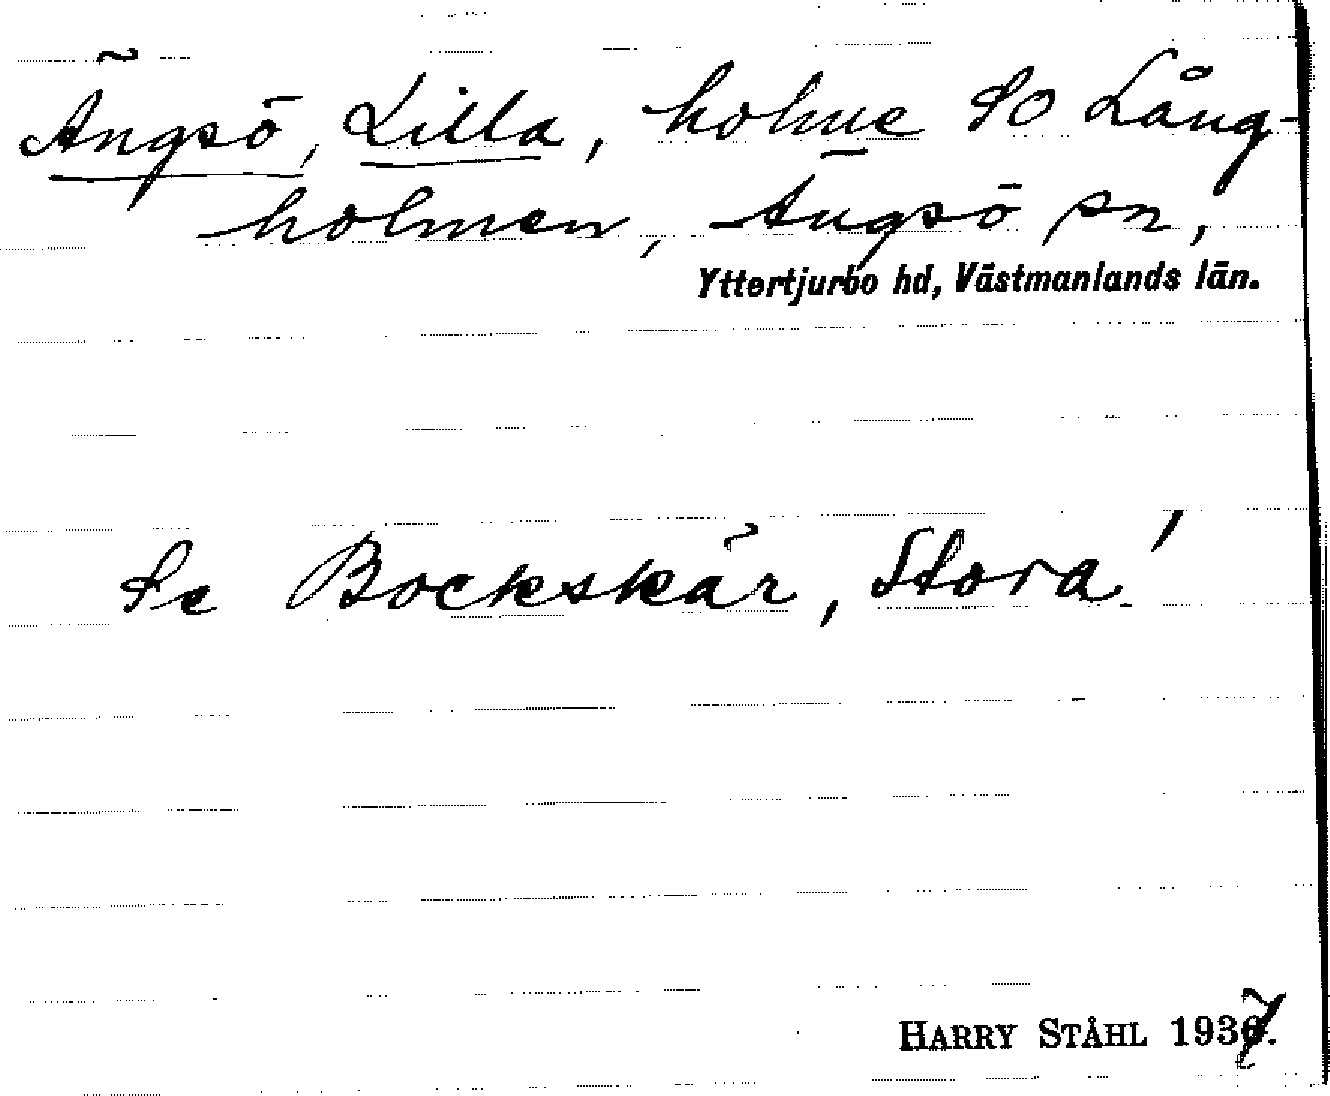 Ängsö, Lilla, holme SO Lång-
holmen, Ängsö sn,
Yttertjurbo hd, Västmanlands län.
Se Bockskär, Stora!
HARRY STÅHL 1937.